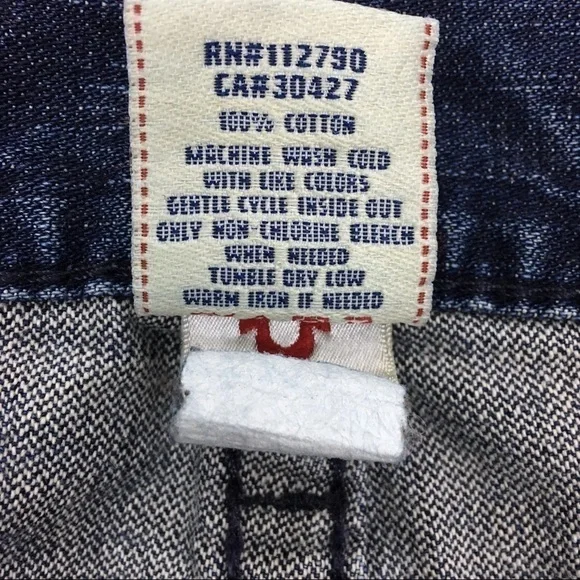 RN#112790
CA#30427
100% COTTON
MACHINE WASH COLD
WITH LIKE COLORS
GENTLE CYCLE INSIDE OUT
ONLY NON-CHLORINE BLEACH
WHEN NEEDED
TUMBLE DRY LOW
WARM IRON IF NEEDED